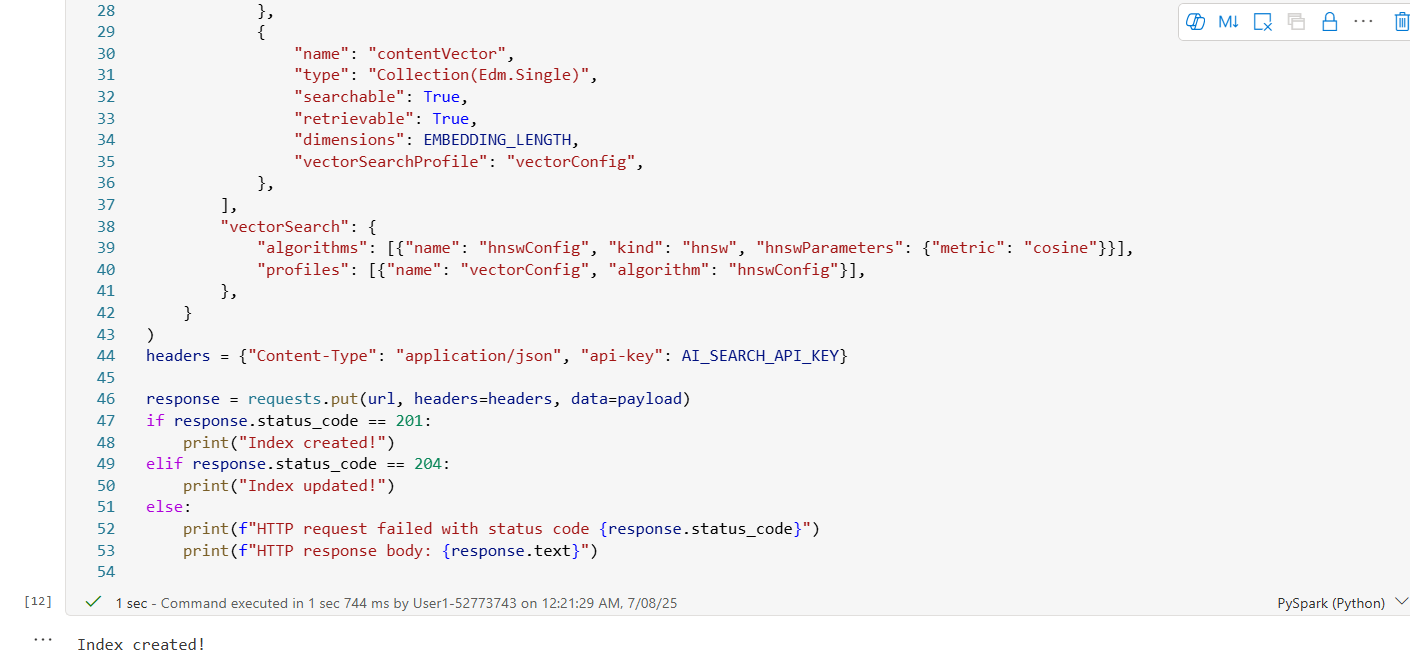 28                },
29                {
30                    "name": "contentVector",
31                    "type": "Collection(Edm.Single)",
32                    "searchable": True,
33                    "retrievable": True,
34                    "dimensions": EMBEDDING_LENGTH,
35                    "vectorSearchProfile": "vectorConfig",
36                },
37            ],
38            "vectorSearch": {
39                "algorithms": [{"name": "hnswConfig", "kind": "hnsw", "hnswParameters": {"metric": "cosine"}}],
40                "profiles": [{"name": "vectorConfig", "algorithm": "hnswConfig"}],
41            },
42        }
43    )
44    headers = {"Content-Type": "application/json", "api-key": AI_SEARCH_API_KEY}
45
46    response = requests.put(url, headers=headers, data=payload)
47    if response.status_code == 201:
48        print("Index created!")
49    elif response.status_code == 204:
50        print("Index updated!")
51    else:
52        print(f"HTTP request failed with status code {response.status_code}")
53        print(f"HTTP response body: {response.text}")
54
M↓
[12] 1 sec - Command executed in 1 sec 744 ms by User1-52773743 on 12:21:29 AM, 7/08/25 PySpark (Python)
Index created!